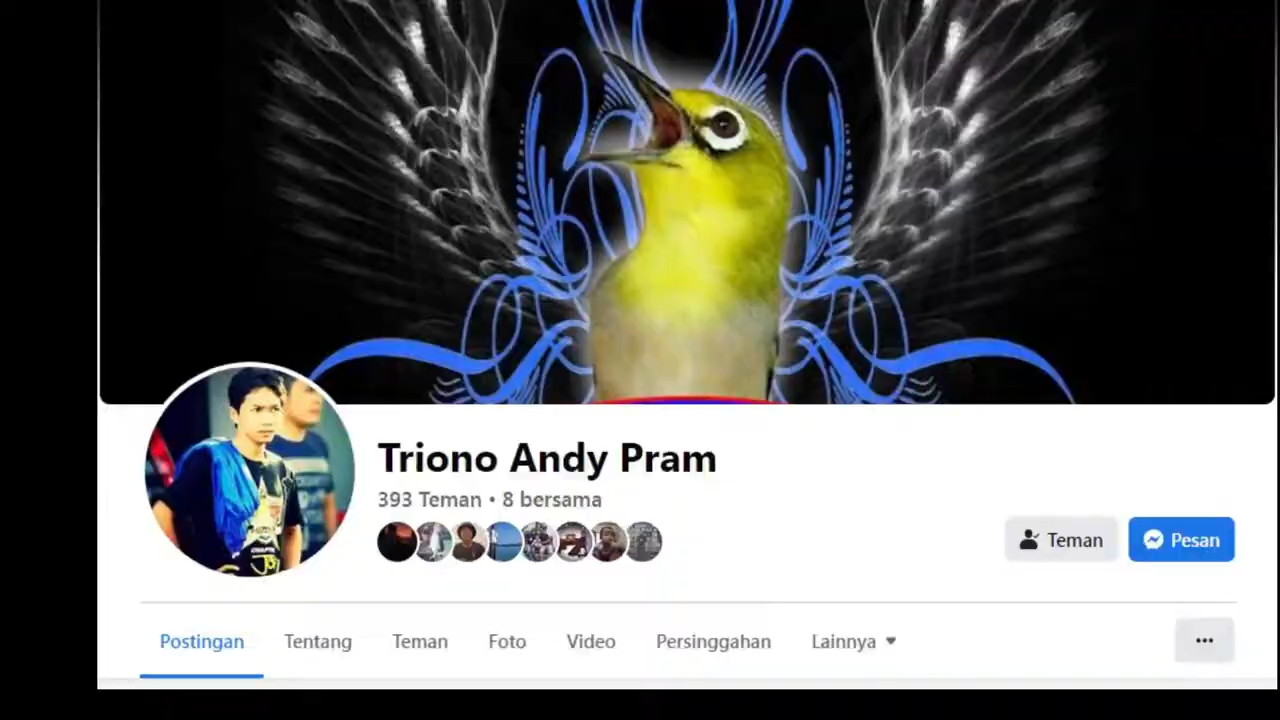 Triono Andy Pram
393 Teman • 8 bersama
Teman
Pesan
Postingan
Tentang
Teman
Foto
Video
Persinggahan
Lainnya